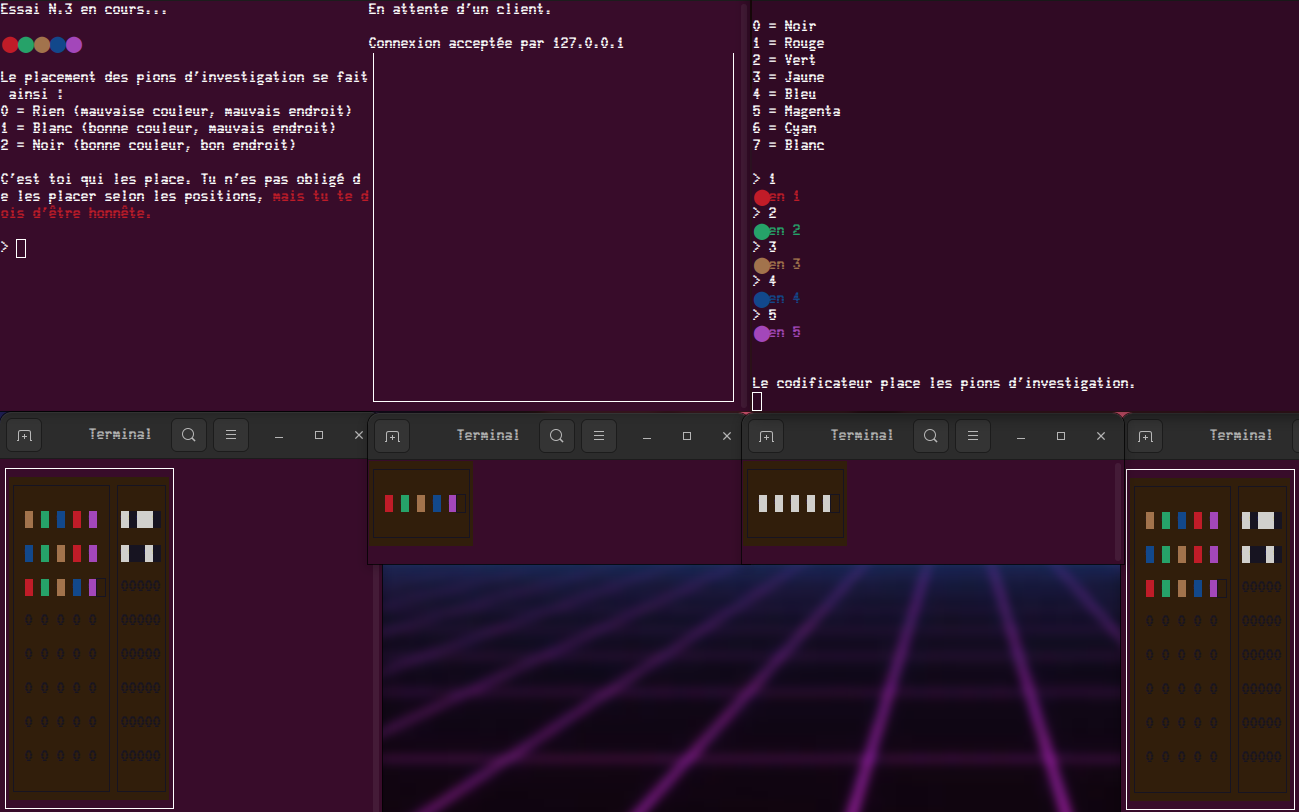 Essai N.3 en cours...
Le placement des pions d'investigation se fait
ainsi :
0 = Rien (mauvaise couleur, mauvais endroit)
1 = Blanc (bonne couleur, mauvais endroit)
2 = Noir (bonne couleur, bon endroit)
C'est toi qui les place. Tu n'es pas obligé d
e les placer selon les positions, mais tu te d
ois d'être honnête.
>
En attente d'un client.
Connexion acceptée par 127.0.0.1
0 = Noir
1 = Rouge
2 = Vert
3 = Jaune
4 = Bleu
5 = Magenta
6 = Cyan
7 = Blanc
> 1
en 1
> 2
en 2
> 3
en 3
> 4
en 4
> 5
en 5
Le codificateur place les pions d'investigation.
Terminal
Terminal
Terminal
Terminal
00000
0 0 0 0 0 00000
0 0 0 0 0 00000
0 0 0 0 0 00000
0 0 0 0 0 00000
0 0 0 0 0 00000
00000
0 0 0 0 0 00000
0 0 0 0 0 00000
0 0 0 0 0 00000
0 0 0 0 0 00000
0 0 0 0 0 00000